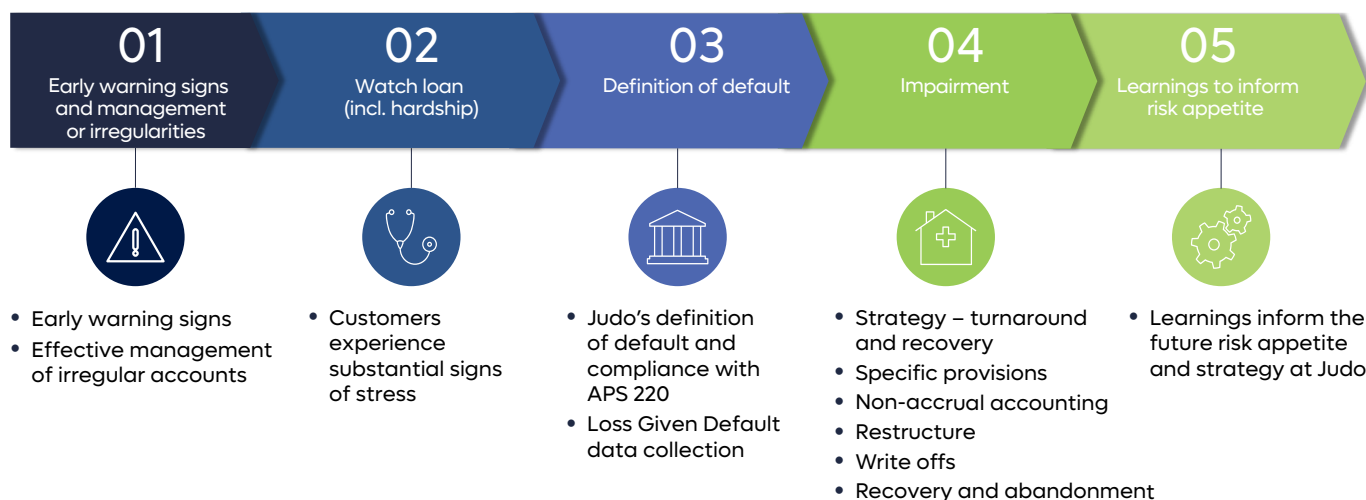 01
Early warning signs
and management
or irregularities
02
Watch loan
(incl. hardship)
03
Definition of default
04
Impairment
05
Learnings to inform
risk appetite
• Early warning signs
• Effective management
of irregular accounts
• Customers
experience
substantial signs
of stress
• Judo's definition
of default and
compliance with
APS 220
• Loss Given Default
data collection
• Strategy – turnaround
and recovery
• Specific provisions
• Non-accrual accounting
• Restructure
• Write offs
• Recovery and abandonment
• Learnings inform the
future risk appetite
and strategy at Judo